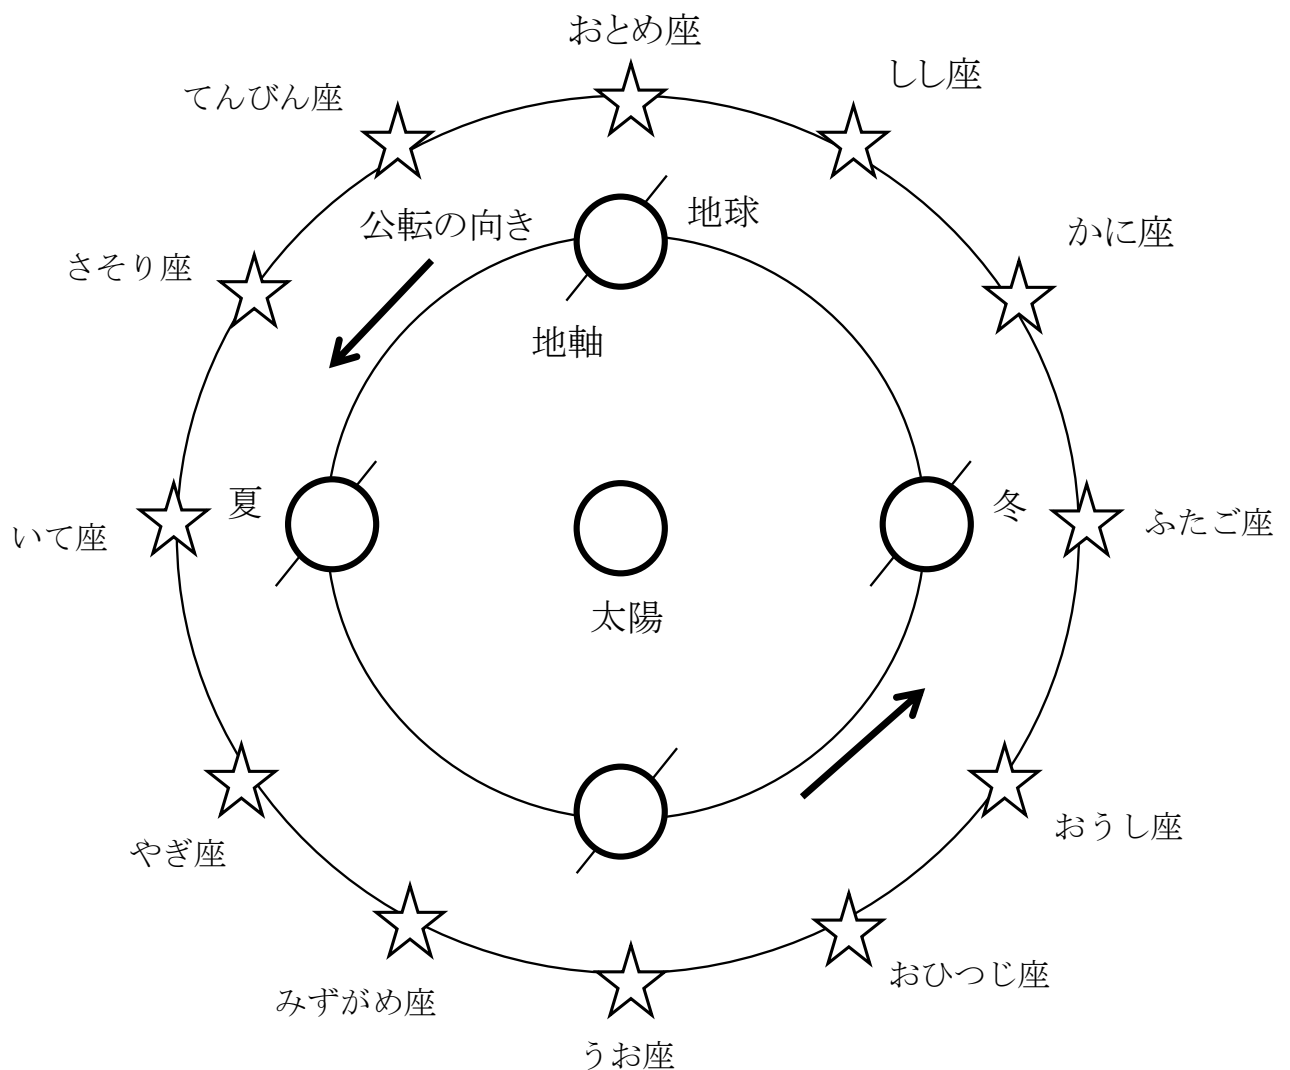 おとめ座
しし座
てんびん座
公転の向き
地球
かに座
さそり座
地軸
夏
冬
いて座
ふたご座
太陽
おうし座
やぎ座
おひつじ座
みずがめ座
うお座